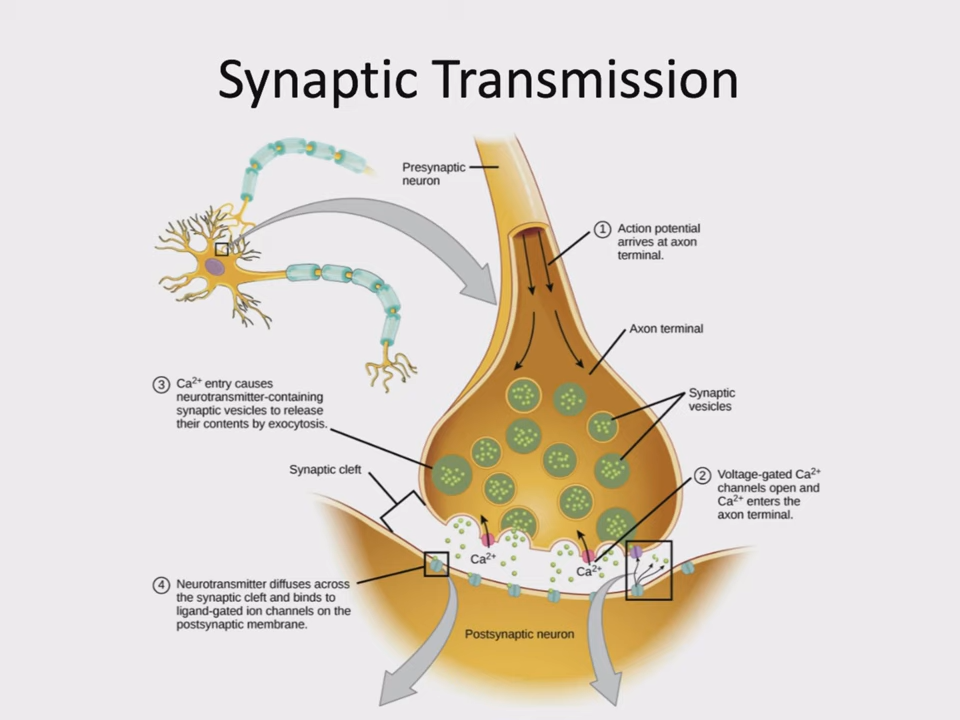 Synaptic Transmission
Presynaptic
neuron
1 Action potential
arrives at axon
terminal.
Axon terminal
3 Ca²⁺ entry causes
neurotransmitter-containing
synaptic vesicles to release
their contents by exocytosis.
Synaptic
vesicles
Synaptic cleft
2 Voltage-gated Ca²⁺
channels open and
Ca²⁺ enters the
axon terminal.
Ca²⁺
Ca²⁺
4 Neurotransmitter diffuses across
the synaptic cleft and binds to
ligand-gated ion channels on the
postsynaptic membrane.
Postsynaptic neuron